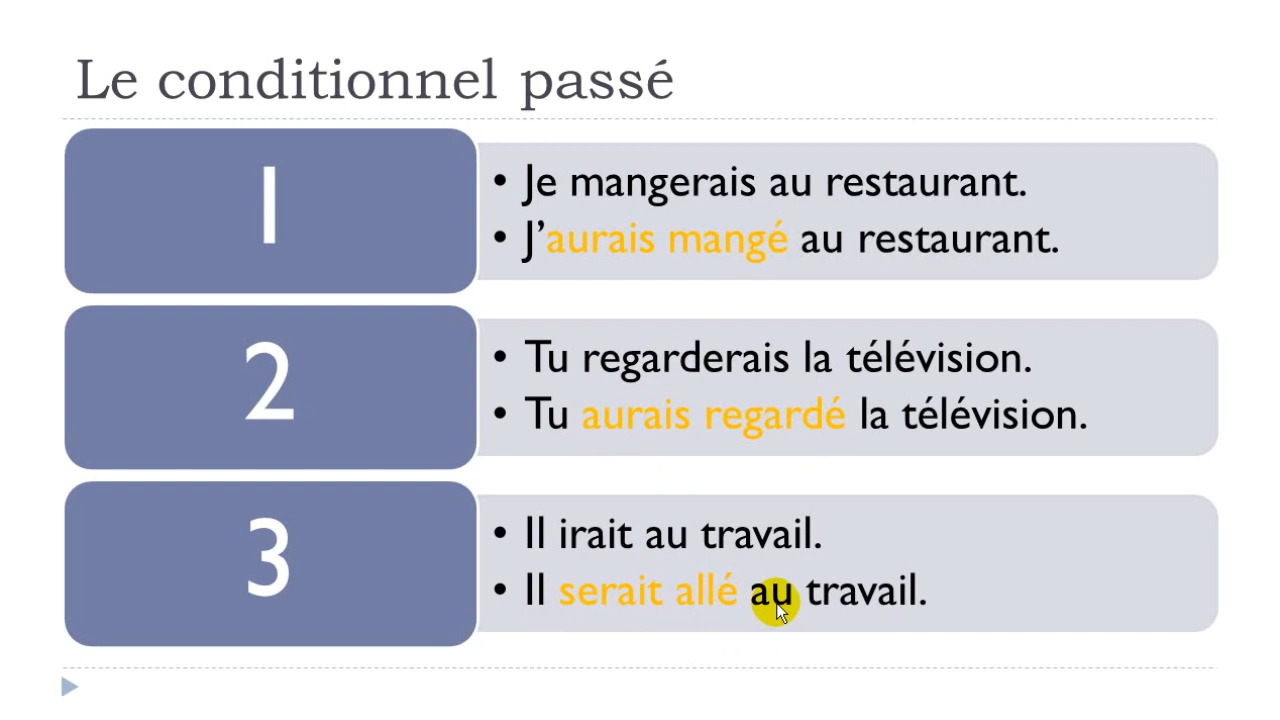 Le conditionnel passé
1
• Je mangerais au restaurant.
• J’aurais mangé au restaurant.
2
• Tu regarderais la télévision.
• Tu aurais regardé la télévision.
3
• Il irait au travail.
• Il serait allé au travail.